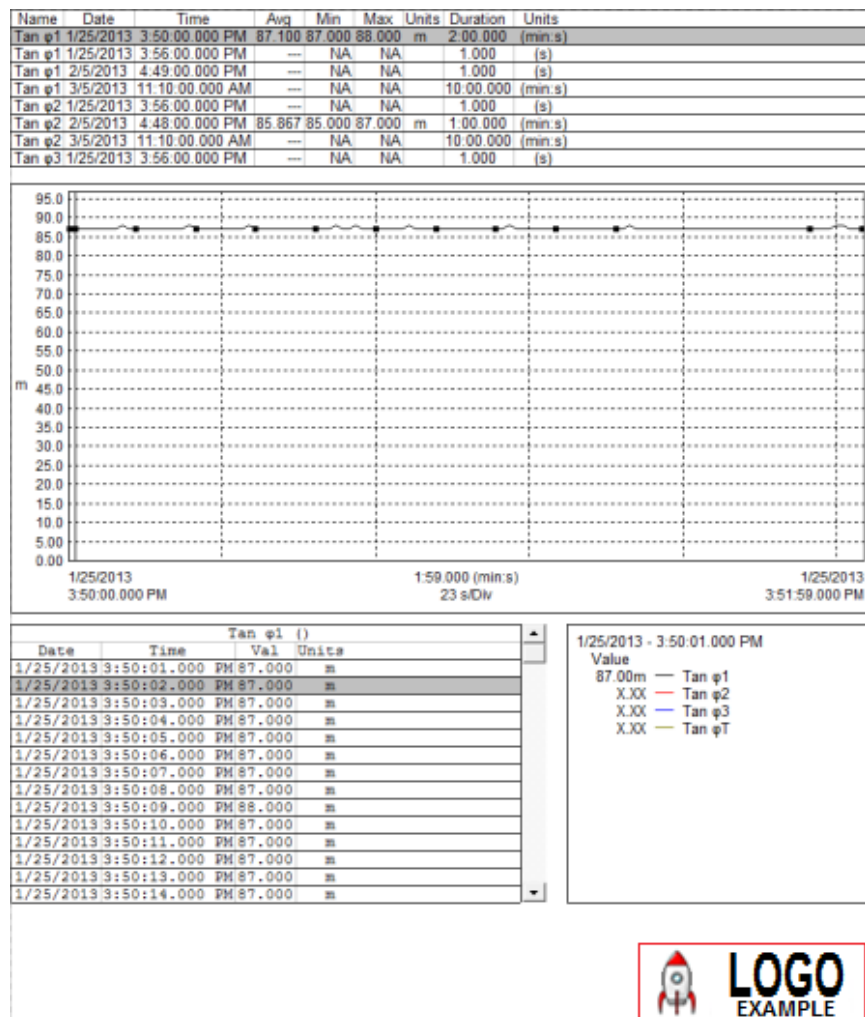 Name Date Time Avg Min Max Units Duration Units
Tan φ1 1/25/2013 3:50:00.000 PM 87.100 87.000 88.000 m 2:00.000 (min:s)
Tan φ1 1/25/2013 3:56:00.000 PM --- NA NA 1.000 (s)
Tan φ1 2/5/2013 4:49:00.000 PM --- NA NA 1.000 (s)
Tan φ1 3/5/2013 11:10:00.000 AM --- NA NA 10:00.000 (min:s)
Tan φ2 1/25/2013 3:56:00.000 PM --- NA NA 1.000 (s)
Tan φ2 2/5/2013 4:48:00.000 PM 85.867 85.000 87.000 m 1:00.000 (min:s)
Tan φ2 3/5/2013 11:10:00.000 AM --- NA NA 10:00.000 (min:s)
Tan φ3 1/25/2013 3:56:00.000 PM --- NA NA 1.000 (s)
95.0
90.0
85.0
80.0
75.0
70.0
65.0
60.0
55.0
50.0
m 45.0
40.0
35.0
30.0
25.0
20.0
15.0
10.0
5.00
0.00
1/25/2013 1:59.000 (min:s) 1/25/2013
3:50:00.000 PM 23 s/Div 3:51:59.000 PM
Tan φ1 ()
Date Time Val Units
1/25/2013 3:50:01.000 PM 87.000 m
1/25/2013 3:50:02.000 PM 87.000 m
1/25/2013 3:50:03.000 PM 87.000 m
1/25/2013 3:50:04.000 PM 87.000 m
1/25/2013 3:50:05.000 PM 87.000 m
1/25/2013 3:50:06.000 PM 87.000 m
1/25/2013 3:50:07.000 PM 87.000 m
1/25/2013 3:50:08.000 PM 87.000 m
1/25/2013 3:50:09.000 PM 88.000 m
1/25/2013 3:50:10.000 PM 87.000 m
1/25/2013 3:50:11.000 PM 87.000 m
1/25/2013 3:50:12.000 PM 87.000 m
1/25/2013 3:50:13.000 PM 87.000 m
1/25/2013 3:50:14.000 PM 87.000 m
1/25/2013 - 3:50:01.000 PM
Value
87.00m — Tan φ1
X.XX — Tan φ2
X.XX — Tan φ3
X.XX — Tan φT
LOGO
EXAMPLE